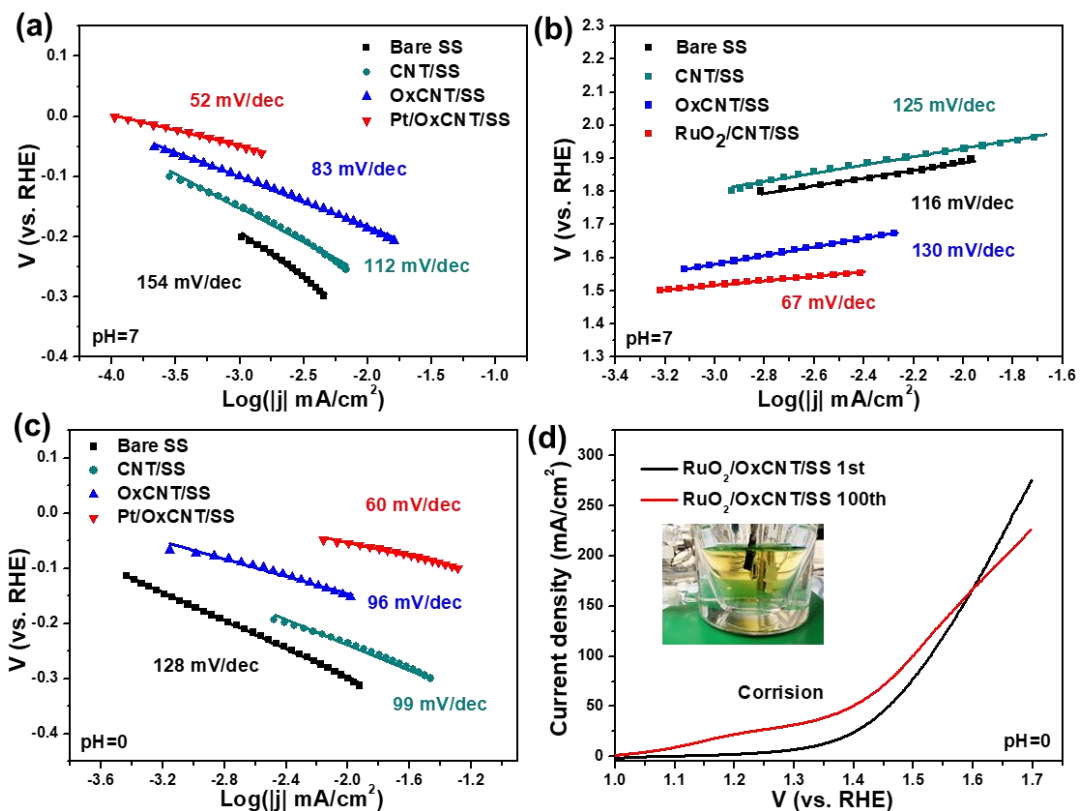 (a)
Bare SS
CNT/SS
OxCNT/SS
Pt/OxCNT/SS
52 mV/dec
83 mV/dec
112 mV/dec
154 mV/dec
pH=7
0.1
0.0
-0.1
-0.2
-0.3
-0.4
V (vs. RHE)
-4.0 -3.5 -3.0 -2.5 -2.0 -1.5 -1.0
Log(|j| mA/cm²)
(b)
Bare SS
CNT/SS
OxCNT/SS
RuO₂/CNT/SS
125 mV/dec
116 mV/dec
130 mV/dec
67 mV/dec
pH=7
2.3
2.2
2.1
2.0
1.9
1.8
1.7
1.6
1.5
1.4
1.3
V (vs. RHE)
-3.4 -3.2 -3.0 -2.8 -2.6 -2.4 -2.2 -2.0 -1.8 -1.6
Log(|j| mA/cm²)
(c)
Bare SS
CNT/SS
OxCNT/SS
Pt/OxCNT/SS
60 mV/dec
96 mV/dec
128 mV/dec
99 mV/dec
pH=0
0.1
0.0
-0.1
-0.2
-0.3
-0.4
V (vs. RHE)
-3.6 -3.2 -2.8 -2.4 -2.0 -1.6 -1.2
Log(|j| mA/cm²)
(d)
RuO₂/OxCNT/SS 1st
RuO₂/OxCNT/SS 100th
Corrision
pH=0
300
250
200
150
100
50
0
Current density (mA/cm²)
1.0 1.1 1.2 1.3 1.4 1.5 1.6 1.7
V (vs. RHE)